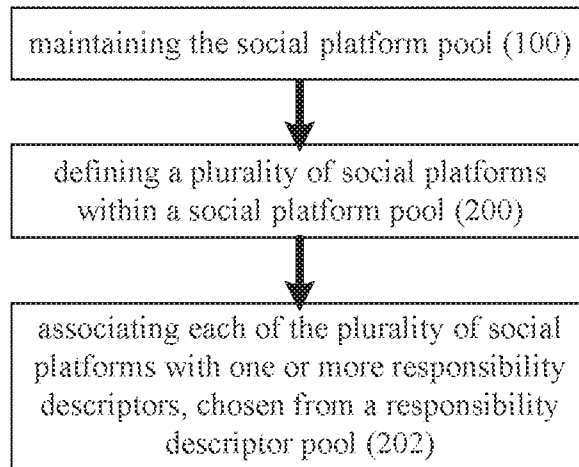 maintaining the social platform pool (100)
defining a plurality of social platforms
within a social platform pool (200)
associating each of the plurality of social
platforms with one or more responsibility
descriptors, chosen from a responsibility
descriptor pool (202)